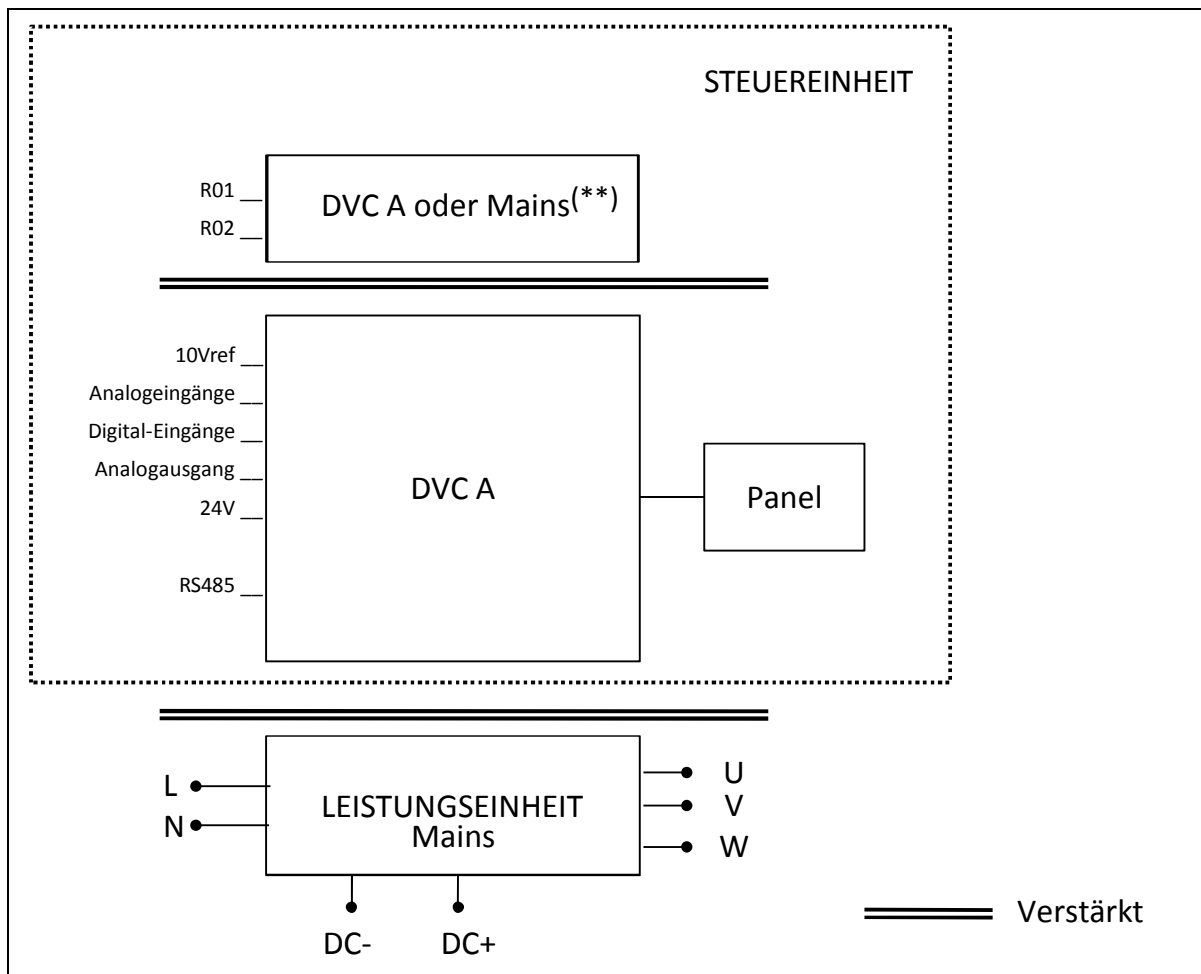 STEUEREINHEIT
R01
R02
DVC A oder Mains(**)
10Vref
Analogeingänge
Digital-Eingänge
Analogausgang
24V
RS485
DVC A
Panel
L
N
LEISTUNGSEINHEIT
Mains
U
V
W
DC-
DC+
Verstärkt